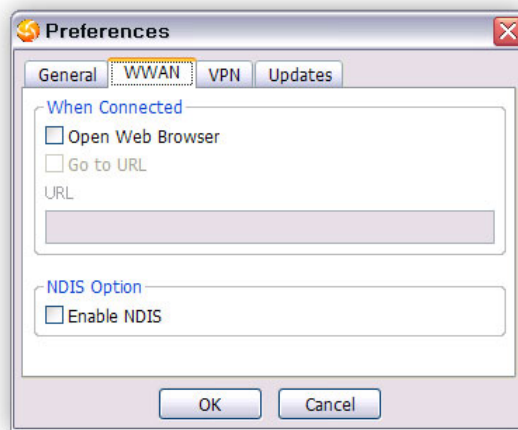 Preferences
General WWAN VPN Updates
When Connected
Open Web Browser
Go to URL
URL
NDIS Option
Enable NDIS
OK Cancel